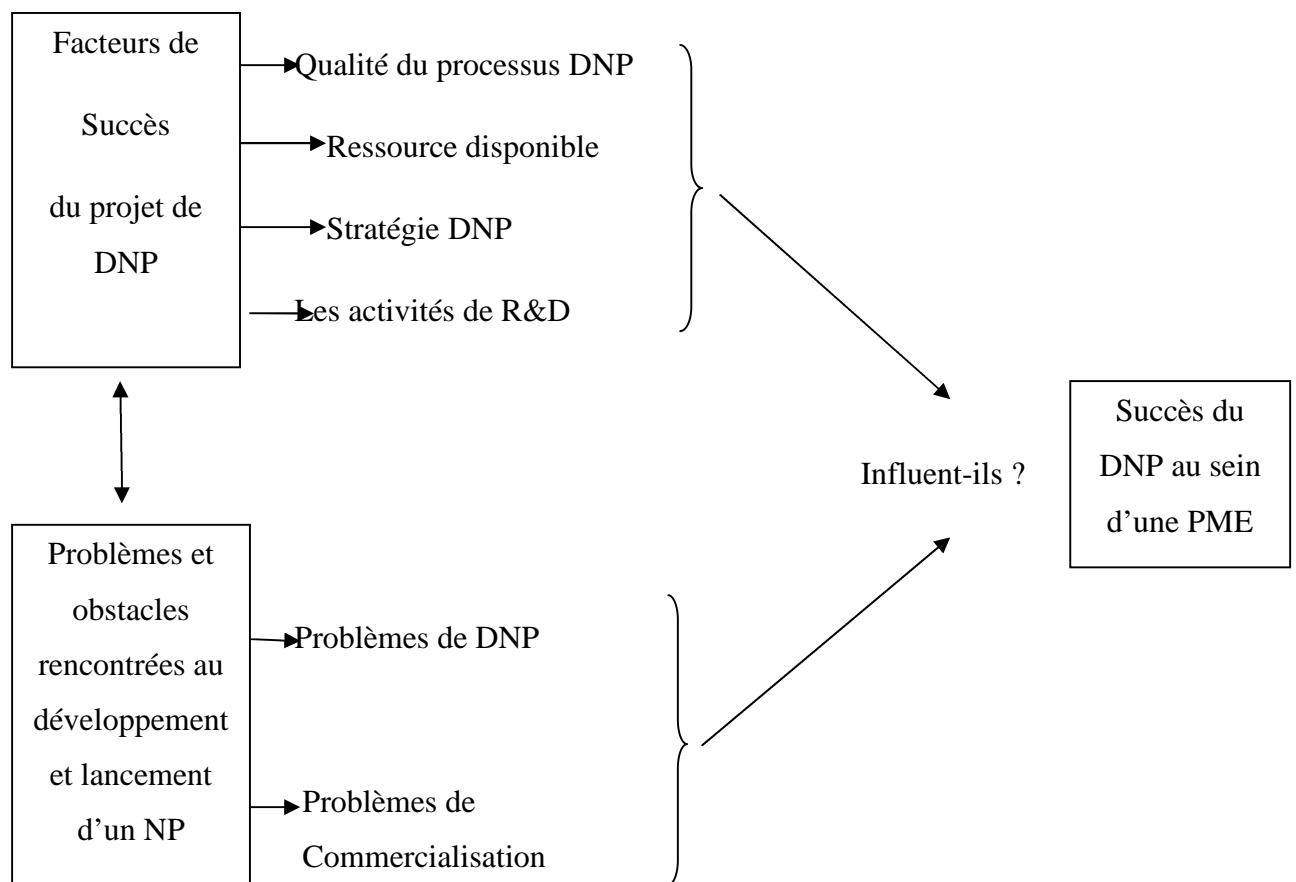 Facteurs de
Succès
du projet de
DNP
Qualité du processus DNP
Ressource disponible
Stratégie DNP
Les activités de R&D
Influent-ils ?
Succès du
DNP au sein
d’une PME
Problèmes et
obstacles
rencontrées au
développement
et lancement
d’un NP
Problèmes de DNP
Problèmes de
Commercialisation